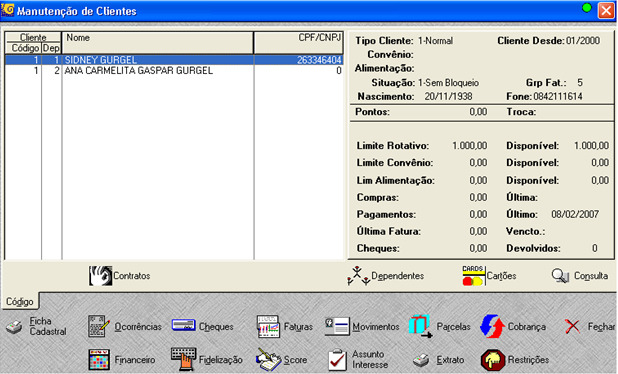 Manutenção de Clientes
Cliente Nome CPF/CNPJ
Código Dep
1 1 SIDNEY GURGEL 263346404
1 2 ANA CARMELITA GASPAR GURGEL 0
Tipo Cliente: 1-Normal Cliente Desde: 01/2000
Convênio:
Alimentação:
Situação: 1-Sem Bloqueio Grp Fat.: 5
Nascimento: 20/11/1938 Fone: 0842111614
Pontos: 0,00 Troca:
Limite Rotativo: 1.000,00 Disponível: 1.000,00
Limite Convênio: 0,00 Disponível: 0,00
Lim Alimentação: 0,00 Disponível: 0,00
Compras: 0,00 Última:
Pagamentos: 0,00 Último: 08/02/2007
Última Fatura: 0,00 Vencto.:
Cheques: 0,00 Devolvidos: 0
Contratos Dependentes CARDS Cartões Consulta
Código
Ficha Cadastral Ocorrências Cheques Faturas Movimentos Parcelas Cobrança Fechar
Financeiro Fidelização Score Assunto Interesse Extrato Restrições